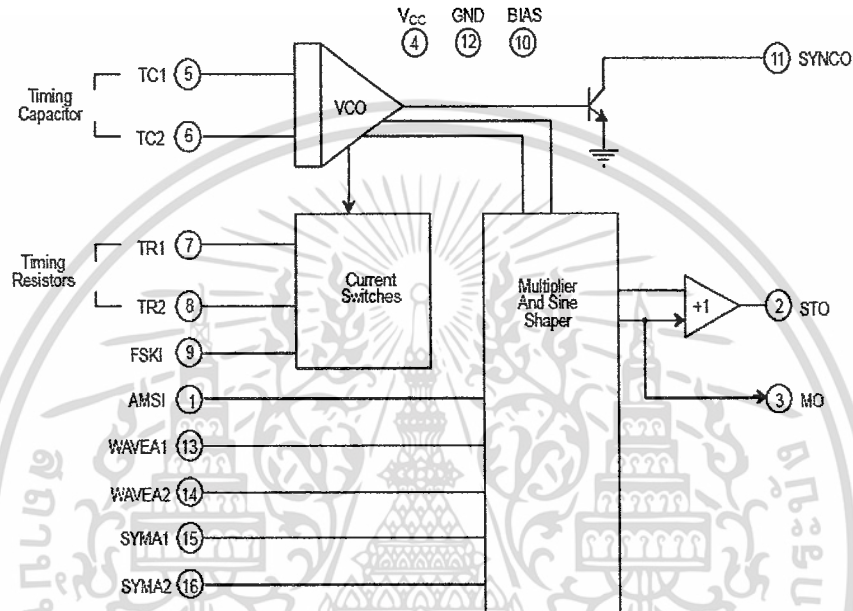 VCC GND BIAS
4 12 10
TC1 5
Timing
Capacitor
TC2 6
VCO
11 SYNCO
TR1 7
Timing
Resistors
TR2 8
FSKI 9
Current
Switches
Multiplier
And Sine
Shaper
+1
2 STO
3 MO
AMSI 1
WAVEA1 13
WAVEA2 14
SYMA1 15
SYMA2 16